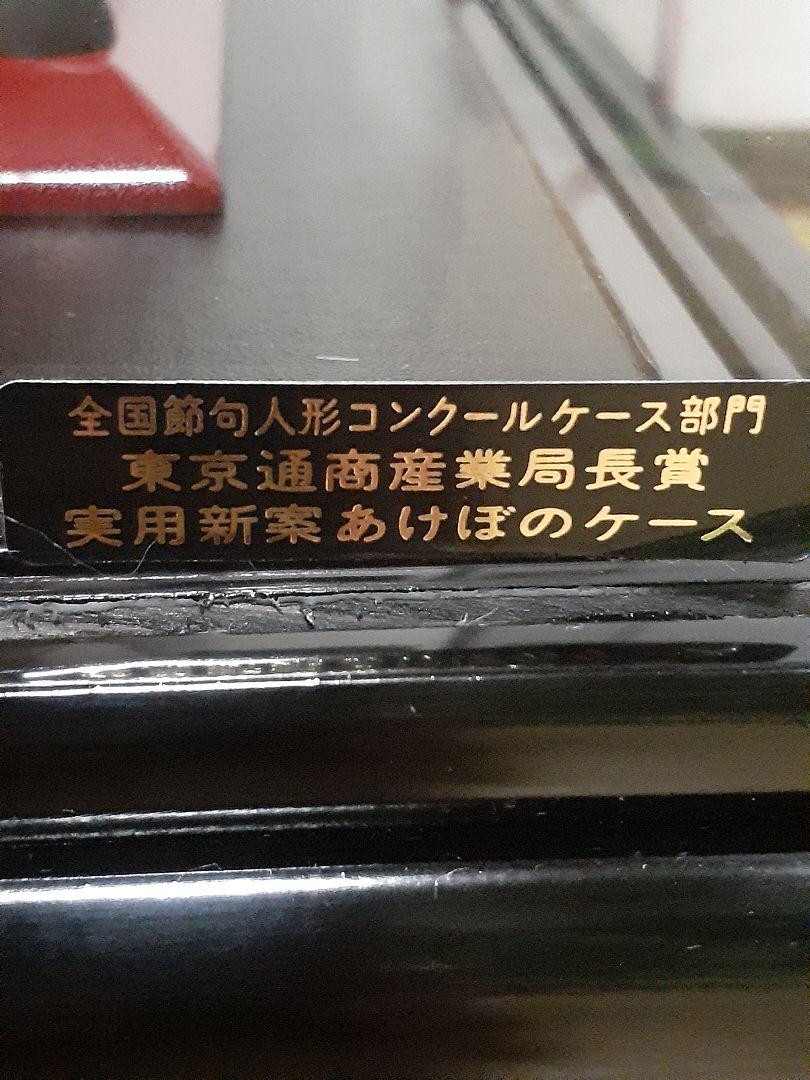 全国節句人形コンクールケース部門
東京通商産業局長賞
実用新案あけぼのケース